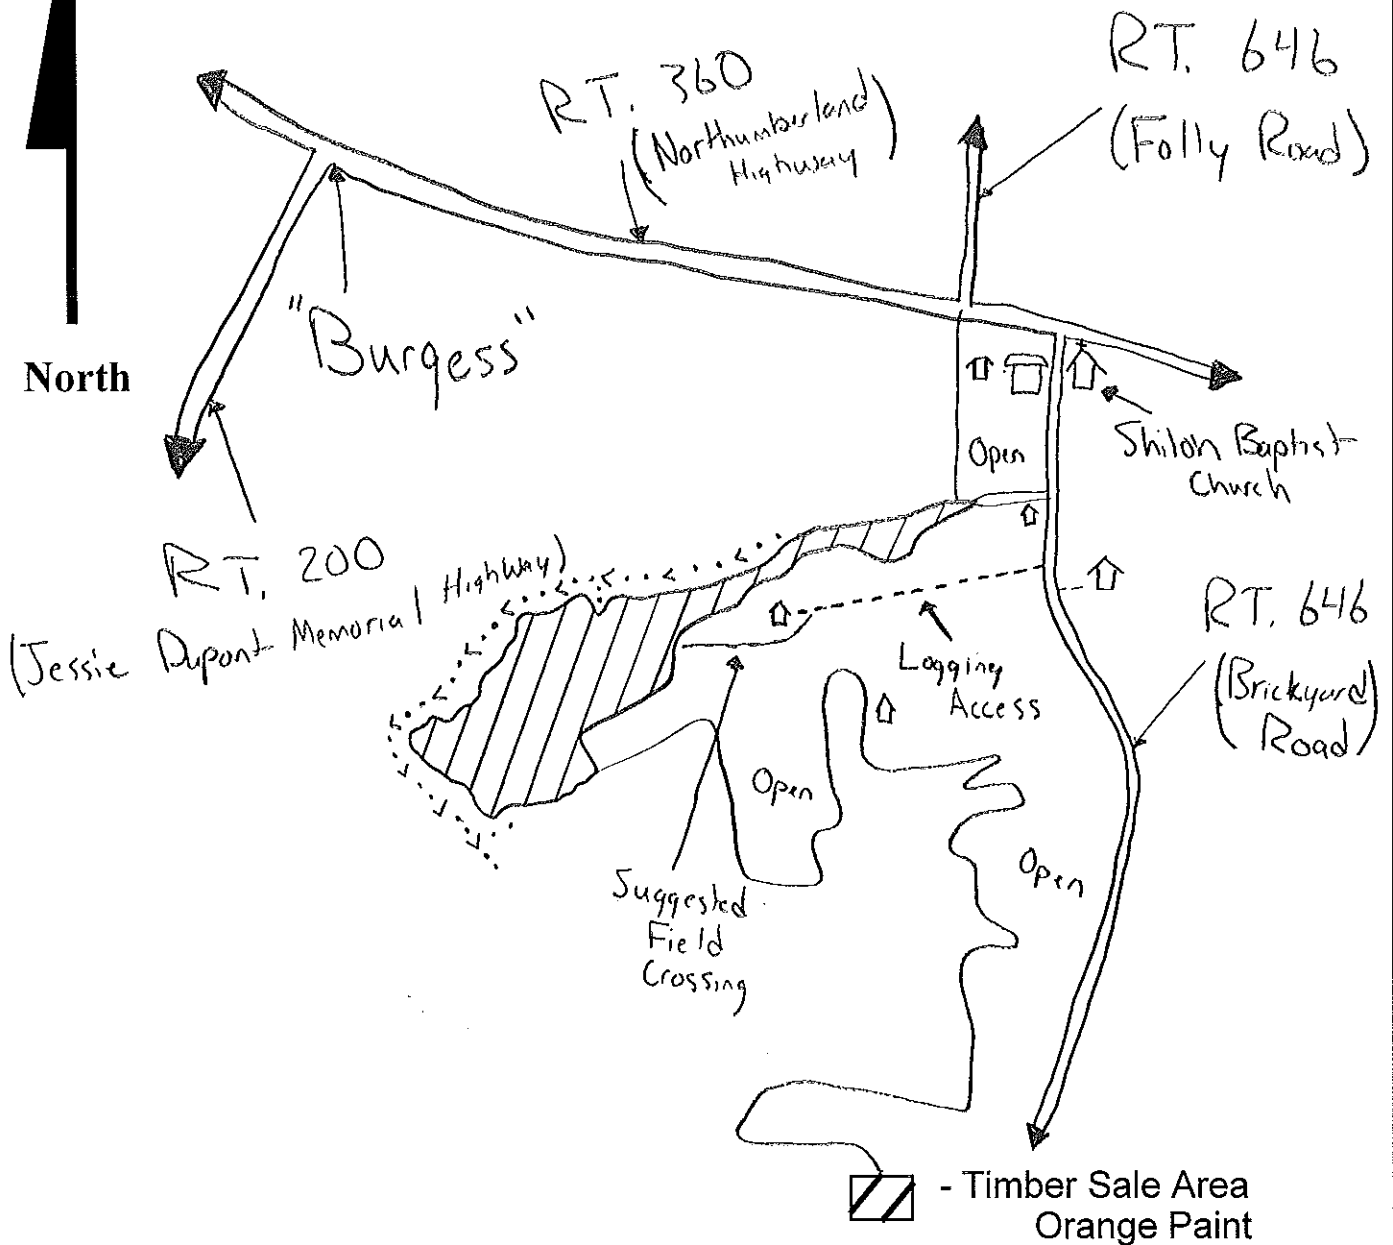 RT. 360
(Northumberland
Highway)
RT. 646
(Folly Road)
"Burgess"
North
Open
Shiloh Baptist
Church
RT. 200
(Jessie Dupont Memorial Highway)
RT. 646
(Brickyard
Road)
Logging
Access
Open
Open
Suggested
Field
Crossing
- Timber Sale Area
Orange Paint